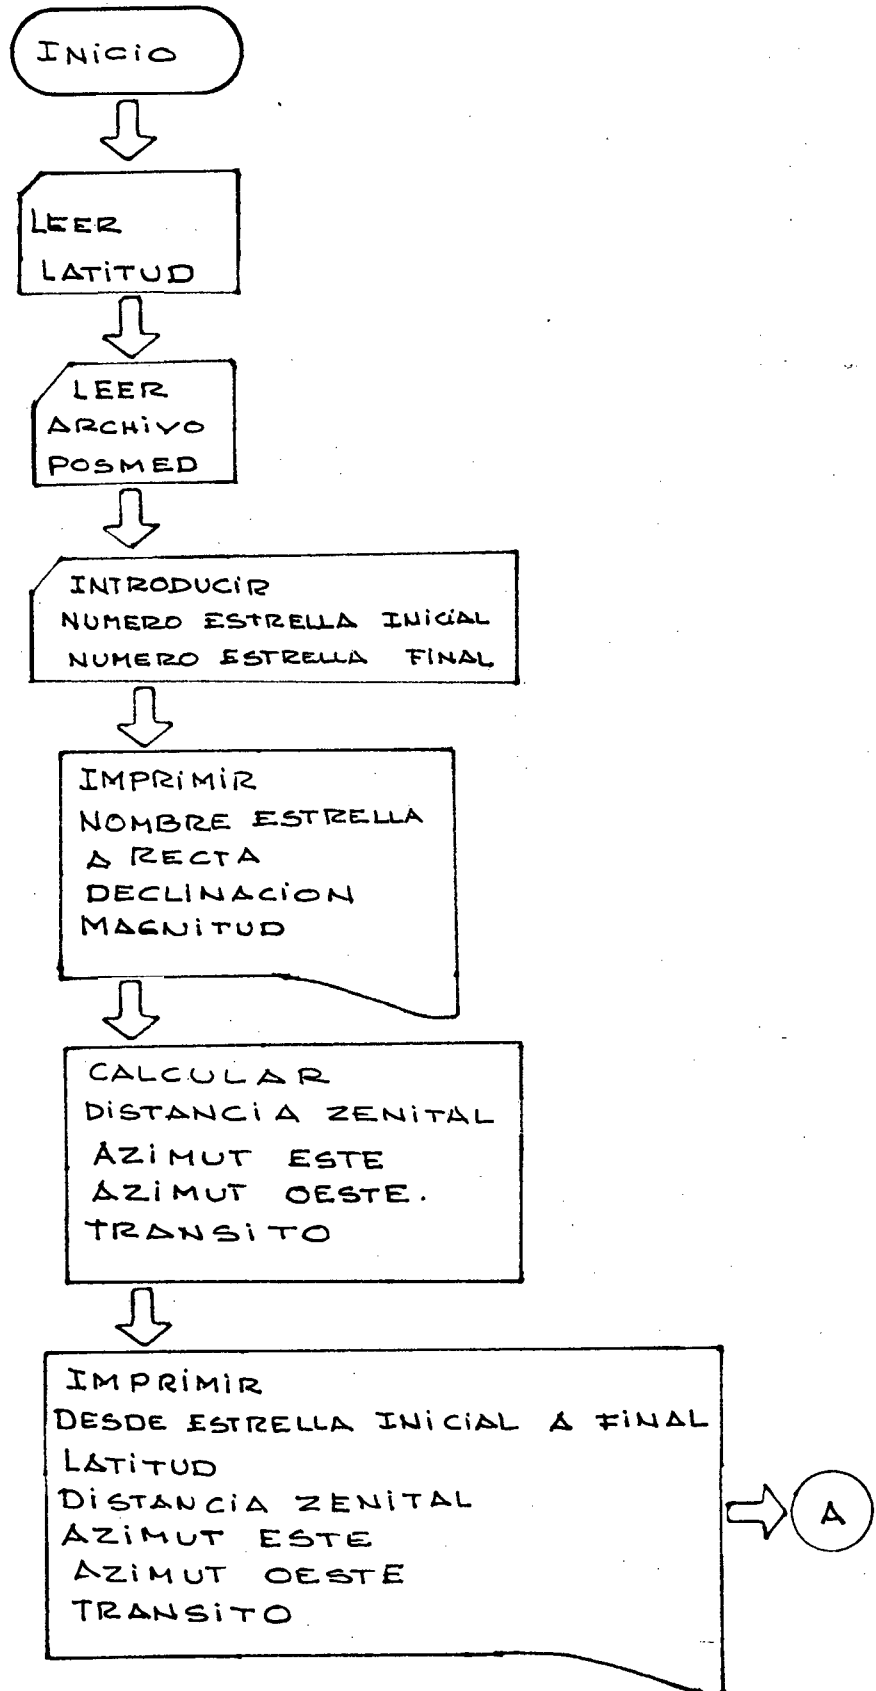 INICIO
LEER
LATITUD
LEER
ARCHIVO
POSMED
INTRODUCIR
NUMERO ESTRELLA INICIAL
NUMERO ESTRELLA FINAL
IMPRIMIR
NOMBRE ESTRELLA
A RECTA
DECLINACION
MAGNITUD
CALCULAR
DISTANCIA ZENITAL
AZIMUT ESTE
AZIMUT OESTE.
TRANSITO
IMPRIMIR
DESDE ESTRELLA INICIAL A FINAL
LATITUD
DISTANCIA ZENITAL
AZIMUT ESTE
AZIMUT OESTE
TRANSITO
A